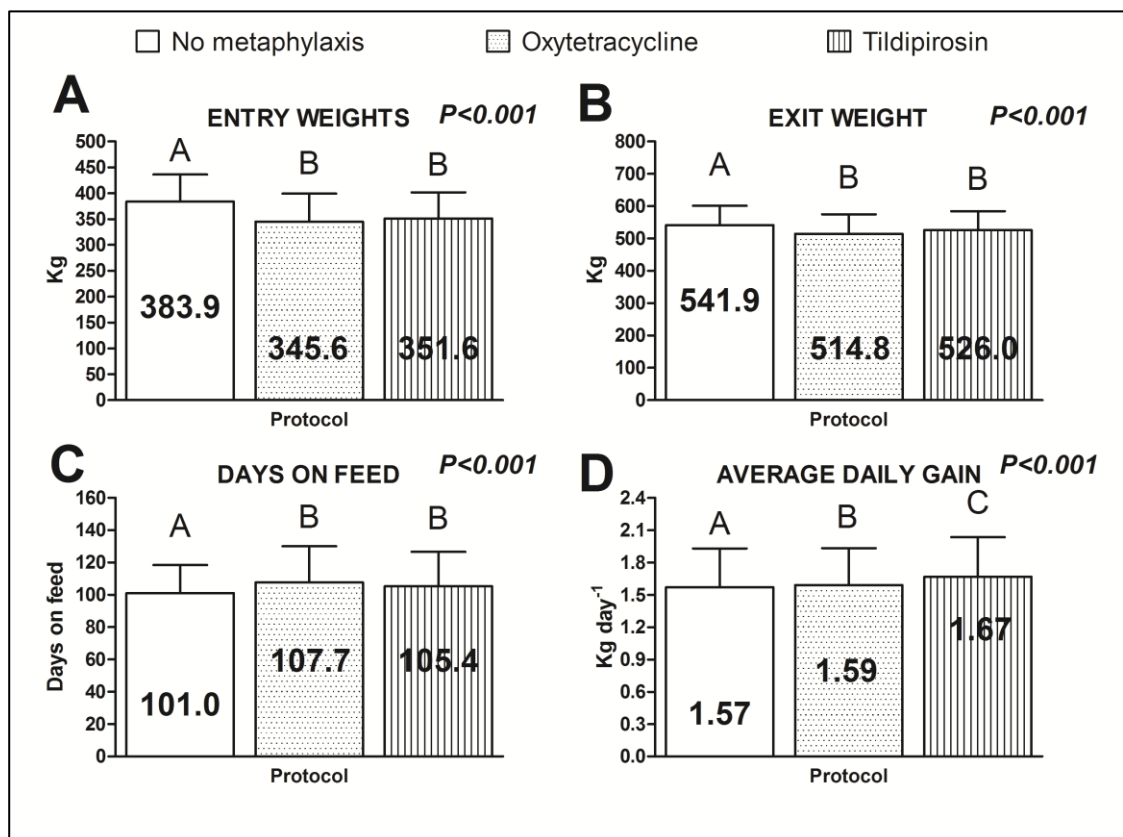 No metaphylaxis Oxytetracycline Tildipirosin
A
ENTRY WEIGHTS P<0.001
500
450
400
350
300
250
200
150
100
50
0
Kg
A B B
383.9 345.6 351.6
Protocol
B
EXIT WEIGHT P<0.001
800
700
600
500
400
300
200
100
0
Kg
A B B
541.9 514.8 526.0
Protocol
C
DAYS ON FEED P<0.001
160
140
120
100
80
60
40
20
0
Days on feed
A B B
101.0 107.7 105.4
Protocol
D
AVERAGE DAILY GAIN P<0.001
2.4
2.1
1.8
1.5
1.2
0.9
0.6
0.3
0.0
Kg day⁻¹
A B C
1.57 1.59 1.67
Protocol